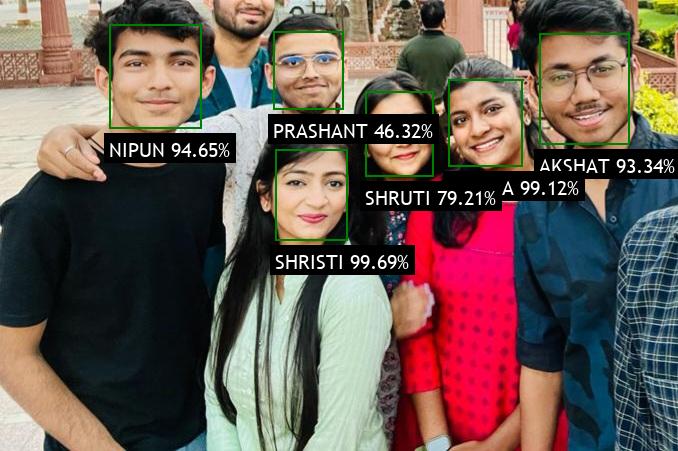 PRASHANT 46.32%
NIPUN 94.65%
AKSHAT 93.34%
A 99.12%
SHRUTI 79.21%
SHRISTI 99.69%